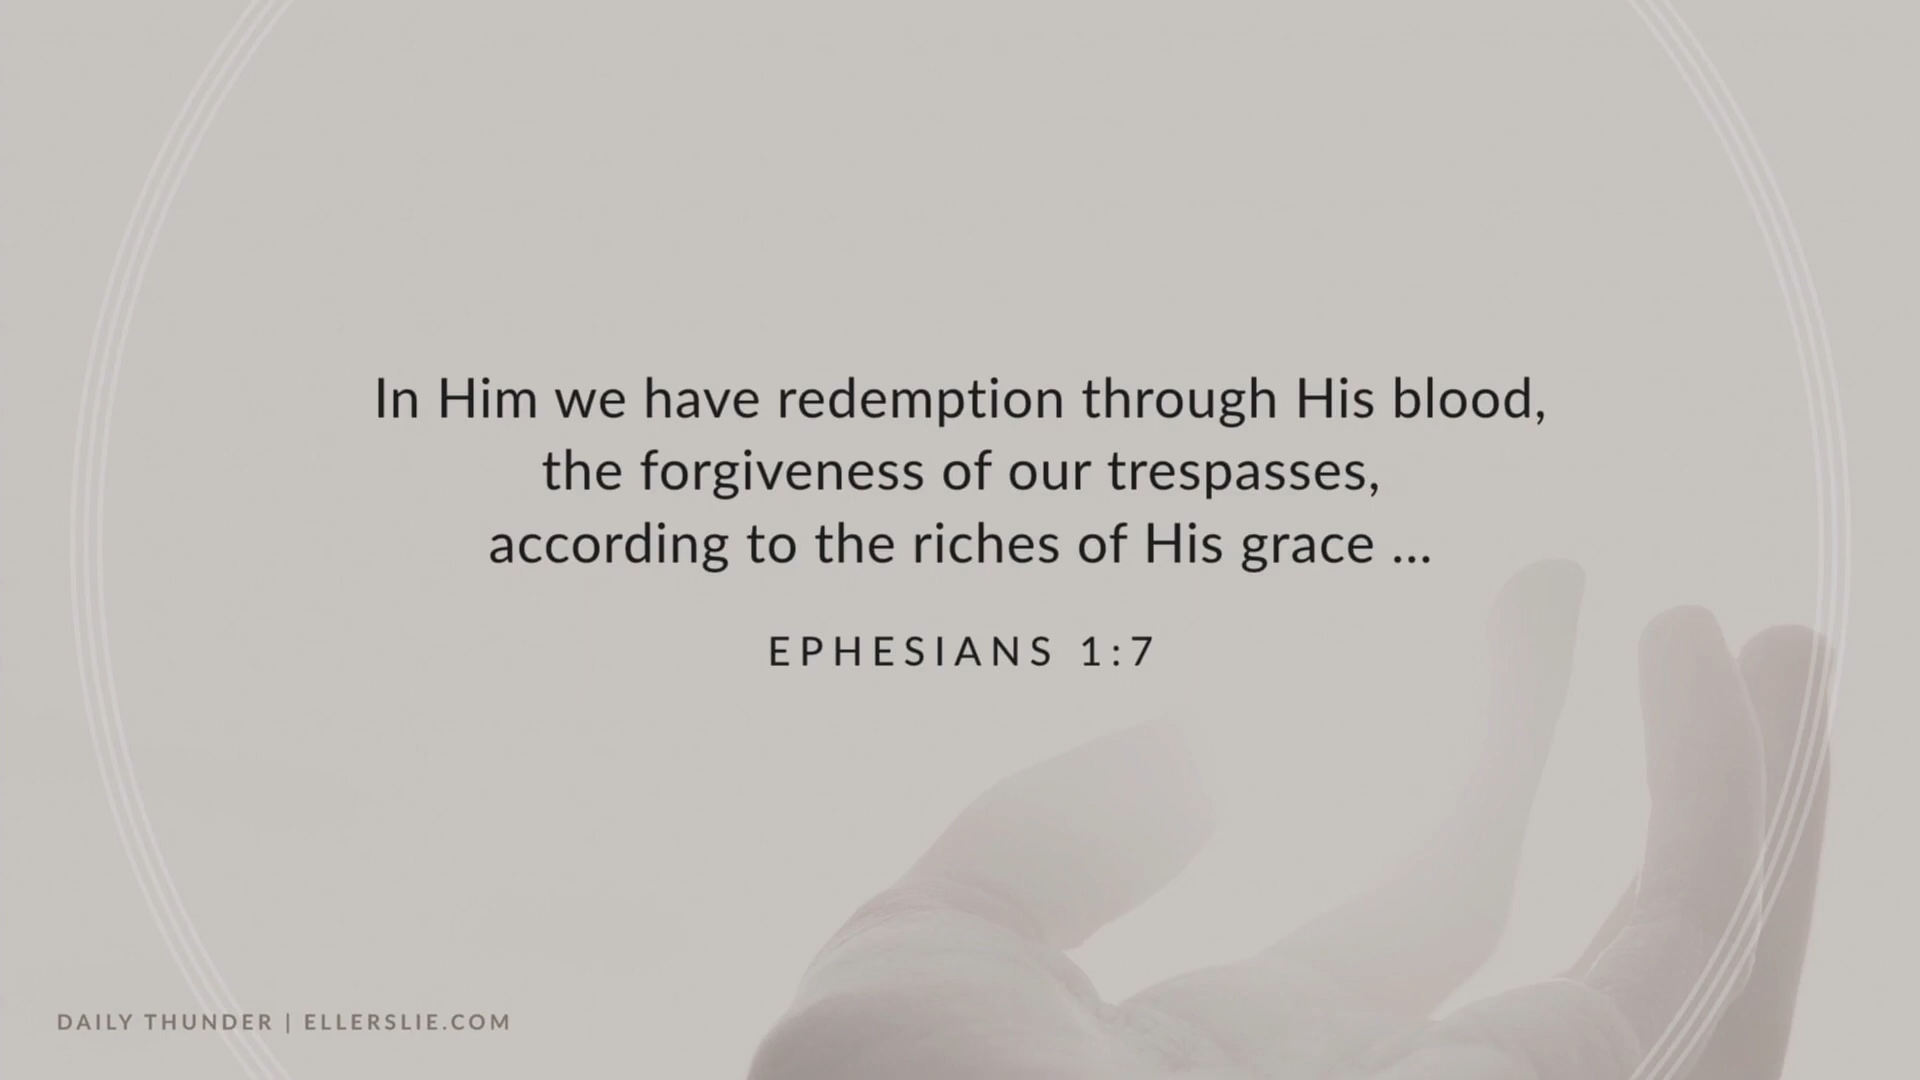 In Him we have redemption through His blood,
the forgiveness of our trespasses,
according to the riches of His grace ...
EPHESIANS 1:7
DAILY THUNDER | ELLERSLIE.COM